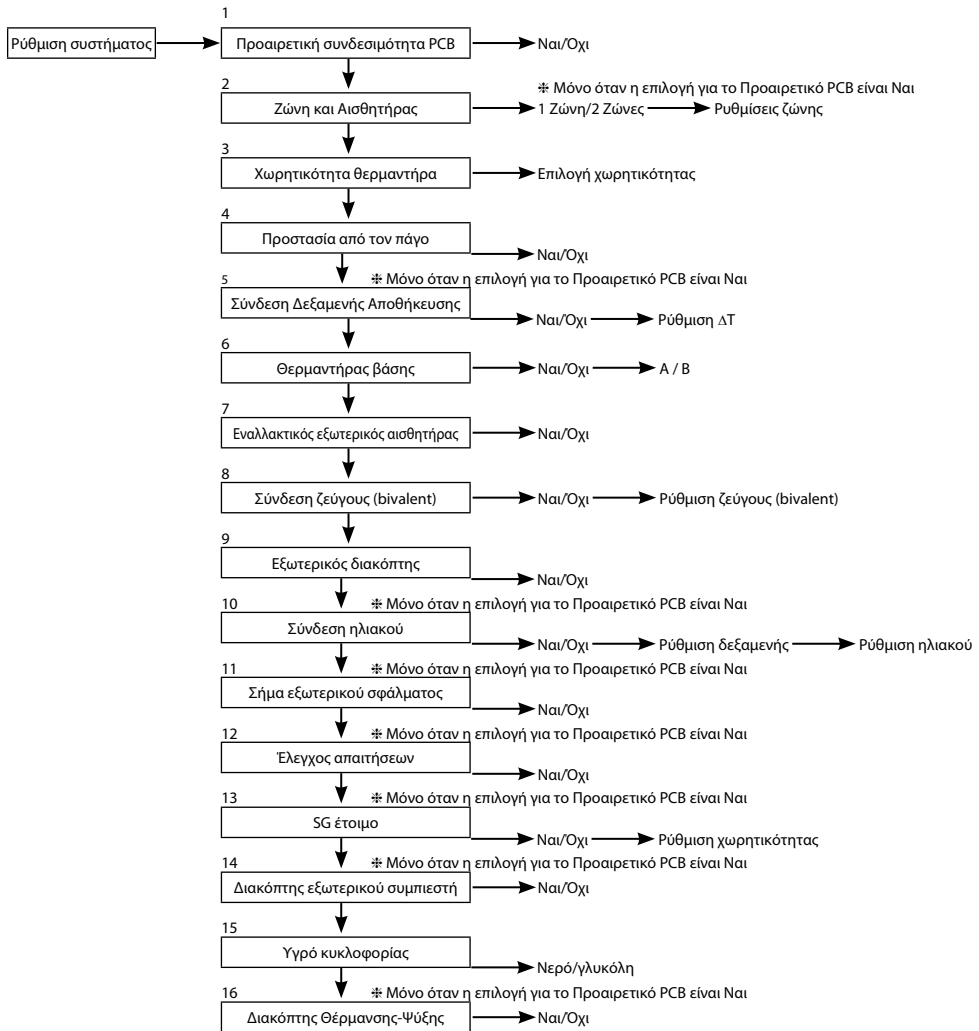 1
Ρύθμιση συστήματος
Προαιρετική συνδεσιμότητα PCB
Ναι/Όχι
2
⁜ Μόνο όταν η επιλογή για το Προαιρετικό PCB είναι Ναι
Ζώνη και Αισθητήρας
1 Ζώνη/2 Ζώνες
Ρυθμίσεις ζώνης
3
Χωρητικότητα θερμαντήρα
Επιλογή χωρητικότητας
4
Προστασία από τον πάγο
Ναι/Όχι
5
⁜ Μόνο όταν η επιλογή για το Προαιρετικό PCB είναι Ναι
Σύνδεση Δεξαμενής Αποθήκευσης
Ναι/Όχι
Ρύθμιση ΔT
6
Θερμαντήρας βάσης
Ναι/Όχι
A / B
7
Εναλλακτικός εξωτερικός αισθητήρας
Ναι/Όχι
8
Σύνδεση ζεύγους (bivalent)
Ναι/Όχι
Ρύθμιση ζεύγους (bivalent)
9
Εξωτερικός διακόπτης
Ναι/Όχι
10
⁜ Μόνο όταν η επιλογή για το Προαιρετικό PCB είναι Ναι
Σύνδεση ηλιακού
Ναι/Όχι
Ρύθμιση δεξαμενής
Ρύθμιση ηλιακού
11
⁜ Μόνο όταν η επιλογή για το Προαιρετικό PCB είναι Ναι
Σήμα εξωτερικού σφάλματος
Ναι/Όχι
12
⁜ Μόνο όταν η επιλογή για το Προαιρετικό PCB είναι Ναι
Έλεγχος απαιτήσεων
Ναι/Όχι
13
⁜ Μόνο όταν η επιλογή για το Προαιρετικό PCB είναι Ναι
SG έτοιμο
Ναι/Όχι
Ρύθμιση χωρητικότητας
14
⁜ Μόνο όταν η επιλογή για το Προαιρετικό PCB είναι Ναι
Διακόπτης εξωτερικού συμπιεστή
Ναι/Όχι
15
Υγρό κυκλοφορίας
Νερό/γλυκόλη
16
⁜ Μόνο όταν η επιλογή για το Προαιρετικό PCB είναι Ναι
Διακόπτης Θέρμανσης-Ψύξης
Ναι/Όχι